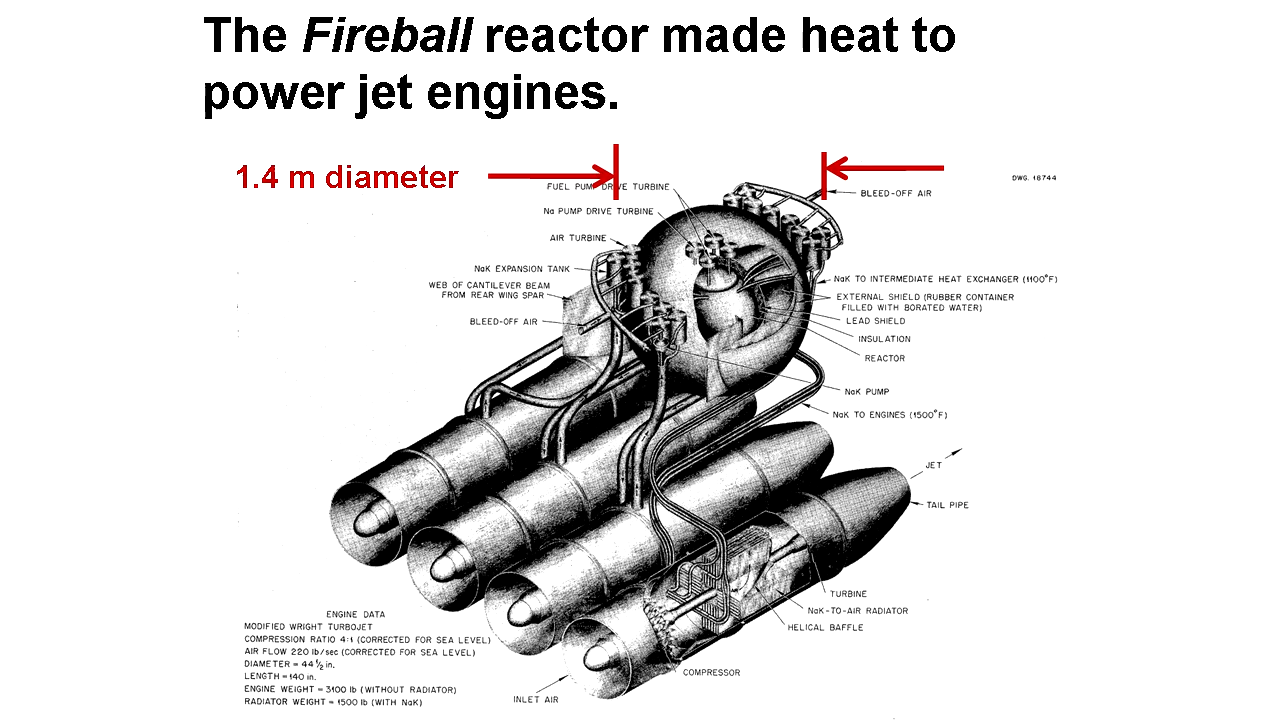 The Fireball reactor made heat to
power jet engines.
1.4 m diameter
DWG. 18744
FUEL PUMP DRIVE TURBINE
BLEED-OFF AIR
Na PUMP DRIVE TURBINE
AIR TURBINE
NaK EXPANSION TANK
NaK TO INTERMEDIATE HEAT EXCHANGER (1100°F)
WEB OF CANTILEVER BEAM
FROM REAR WING SPAR
EXTERNAL SHIELD (RUBBER CONTAINER
FILLED WITH BORATED WATER)
BLEED-OFF AIR
LEAD SHIELD
INSULATION
REACTOR
NaK PUMP
NaK TO ENGINES (1500°F)
JET
TAIL PIPE
TURBINE
NaK-TO-AIR RADIATOR
HELICAL BAFFLE
COMPRESSOR
INLET AIR
ENGINE DATA
MODIFIED WRIGHT TURBOJET
COMPRESSION RATIO 4:1 (CORRECTED FOR SEA LEVEL)
AIR FLOW 220 lb/sec (CORRECTED FOR SEA LEVEL)
DIAMETER = 44 1/2 in.
LENGTH = 140 in.
ENGINE WEIGHT = 3100 lb (WITHOUT RADIATOR)
RADIATOR WEIGHT = 1500 lb (WITH NaK)